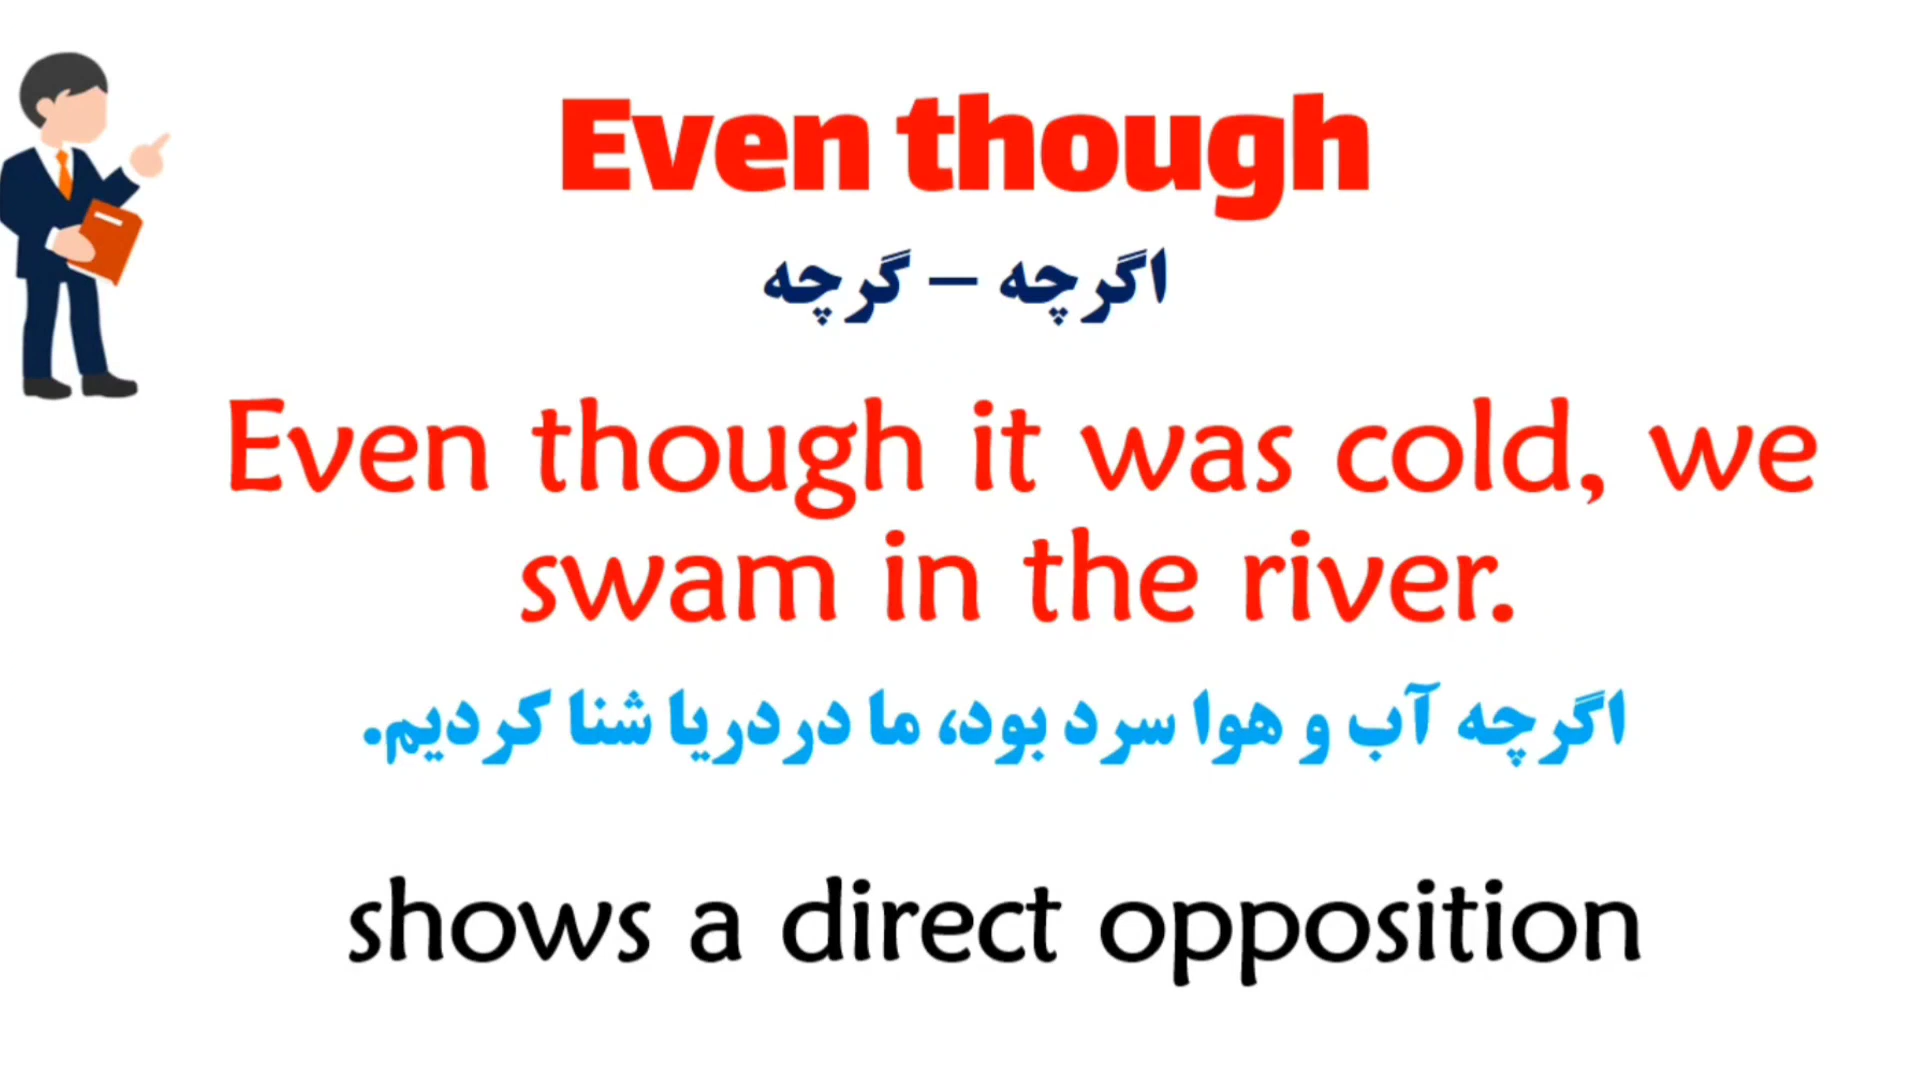 Even though
اگرچه – گرچه
Even though it was cold, we
swam in the river.
اگرچه آب و هوا سرد بود، ما دردریا شنا کردیم.
shows a direct opposition